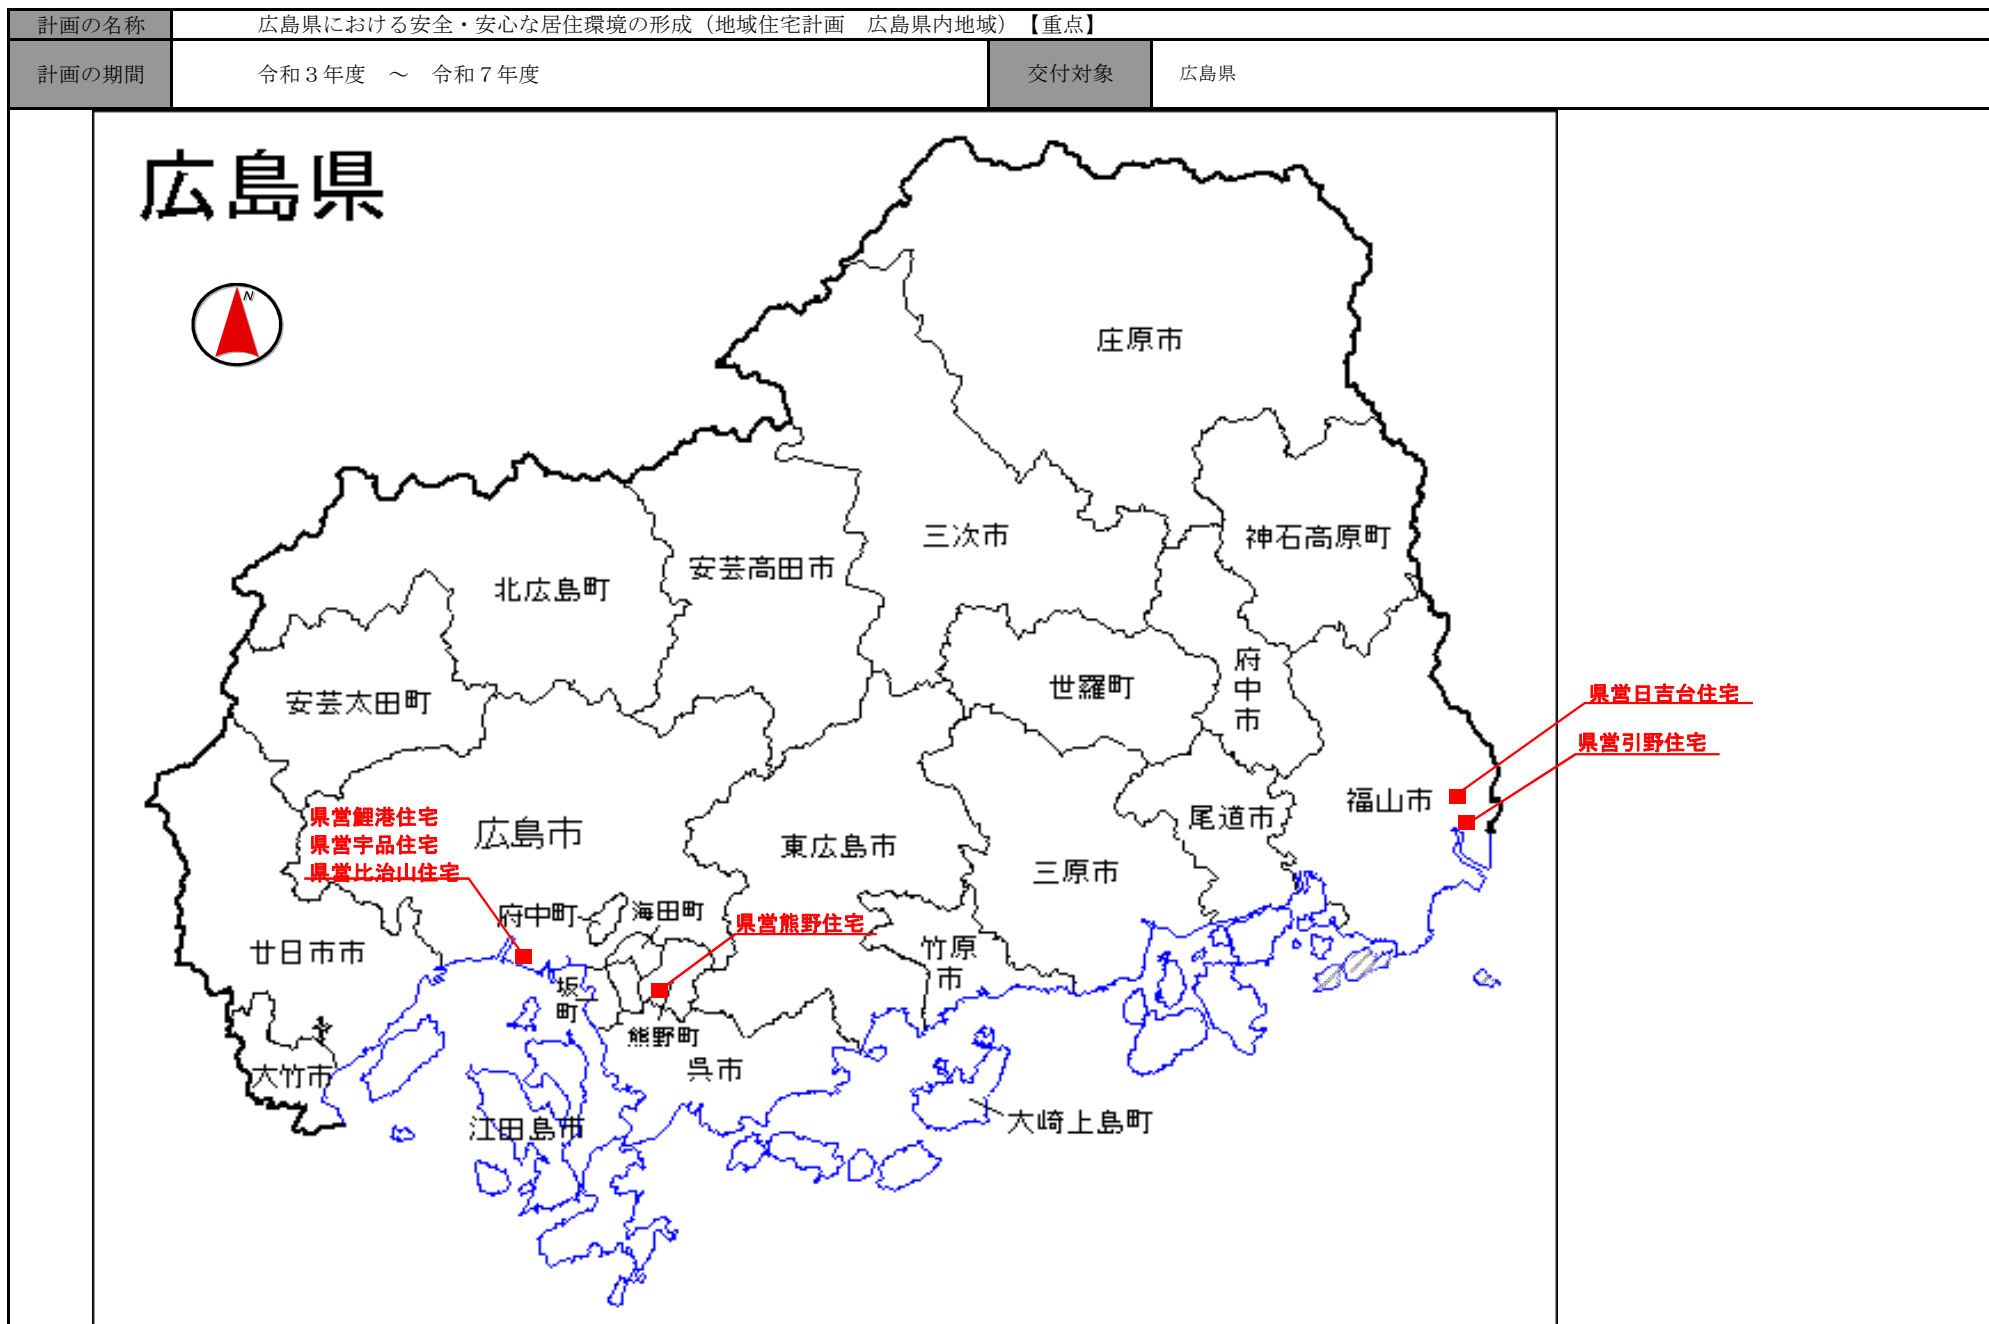 計画の名称 広島県における安全・安心な居住環境の形成（地域住宅計画 広島県内地域）【重点】
計画の期間 令和３年度 ～ 令和７年度 交付対象 広島県
広島県
N
庄原市
三次市
神石高原町
安芸高田市
北広島町
世羅町
府中市
安芸太田町
県営日吉台住宅
県営引野住宅
福山市
尾道市
県営鯉港住宅
県営宇品住宅
県営比治山住宅
広島市
東広島市
三原市
府中町
海田町
県営熊野住宅
廿日市市
竹原市
坂町
熊野町
呉市
大竹市
江田島市
大崎上島町